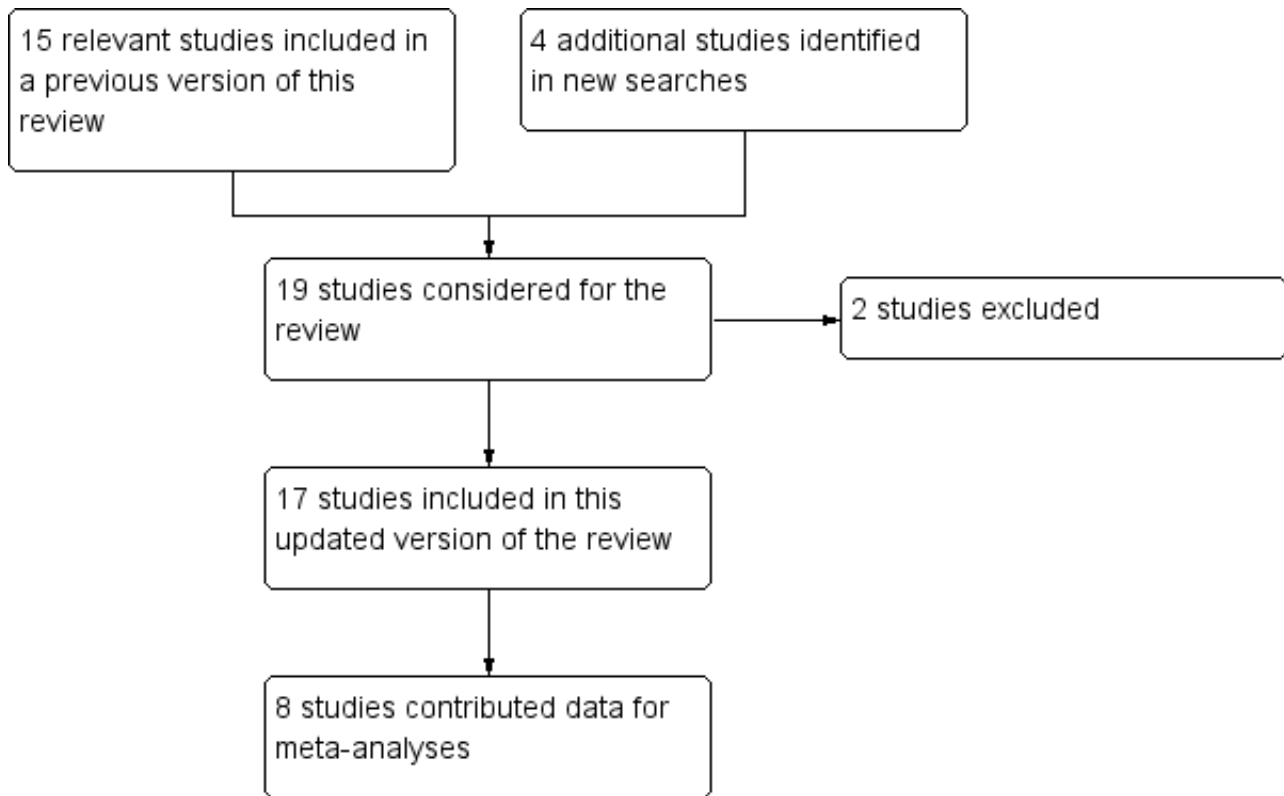 15 relevant studies included in
a previous version of this
review
4 additional studies identified
in new searches
19 studies considered for the
review
2 studies excluded
17 studies included in this
updated version of the review
8 studies contributed data for
meta-analyses